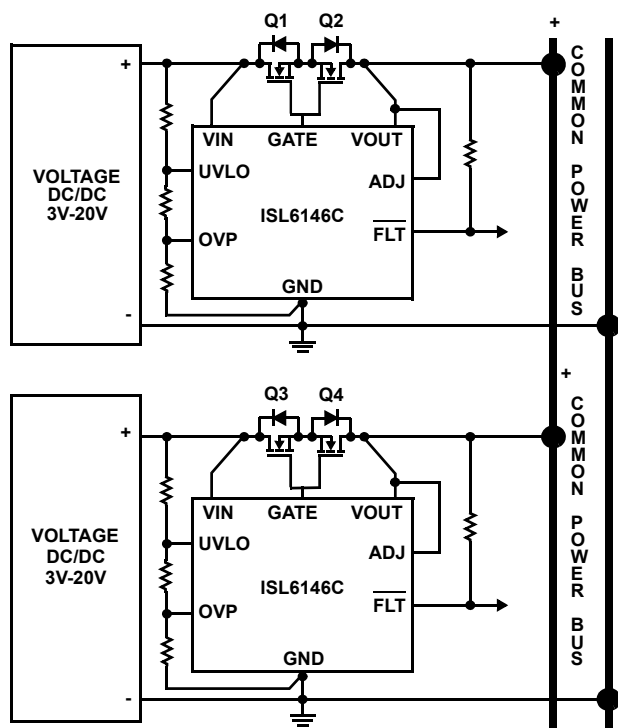 Q1 Q2
+
+
VIN GATE VOUT
UVLO
ADJ
VOLTAGE
DC/DC
3V-20V
ISL6146C
OVP
FLT
GND
-
COMMON POWER BUS
Q3 Q4
+
+
VIN GATE VOUT
UVLO
ADJ
VOLTAGE
DC/DC
3V-20V
ISL6146C
OVP
FLT
GND
-
COMMON POWER BUS